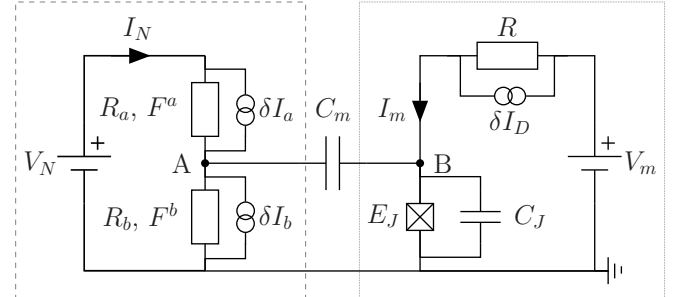 I_N
R
R_a, F^a
δI_a
C_m
I_m
δI_D
+
V_N
A
B
+
V_m
R_b, F^b
δI_b
E_J
C_J